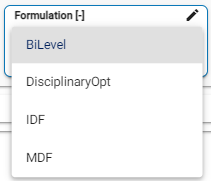 Formulation [-]
BiLevel
DisciplinaryOpt
IDF
MDF